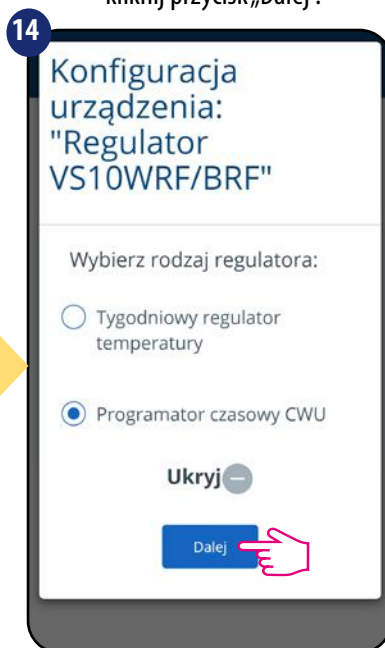 kliknij przycisk „Dalej".
14
Konfiguracja
urządzenia:
"Regulator
VS10WRF/BRF"
Wybierz rodzaj regulatora:
Tygodniowy regulator
temperatury
Programator czasowy CWU
Ukryj
Dalej